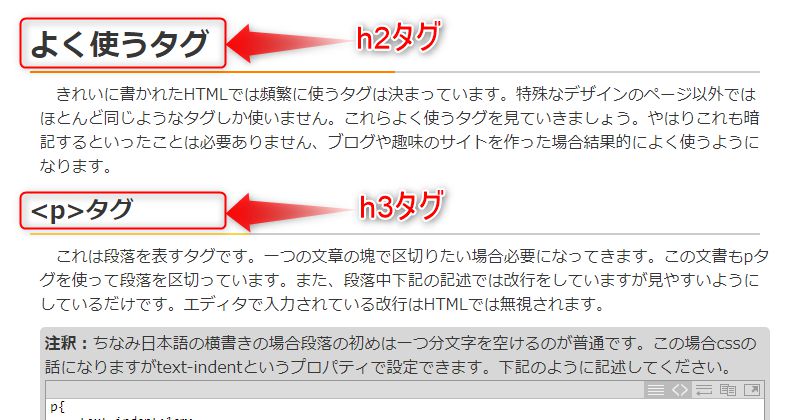 よく使うタグ h2タグ
きれいに書かれたHTMLでは頻繁に使うタグは決まっています。特殊なデザインのページ以外では
ほとんど同じようなタグしか使いません。これらよく使うタグを見ていきましょう。やはりこれも暗
記するといったことは必要ありません、ブログや趣味のサイトを作った場合結果的によく使うように
なります。
<p>タグ h3タグ
これは段落を表すタグです。一つの文章の塊で区切りたい場合必要になってきます。この文書もpタ
グを使って段落を区切っています。また、段落中下記の記述では改行をしていますが見やすいように
しているだけです。エディタで入力されている改行はHTMLでは無視されます。
注釈：ちなみ日本語の横書きの場合段落の初めは一つ分文字を空けるのが普通です。この場合cssの
話になりますがtext-indentというプロパティで設定できます。下記のように記述してください。
p{